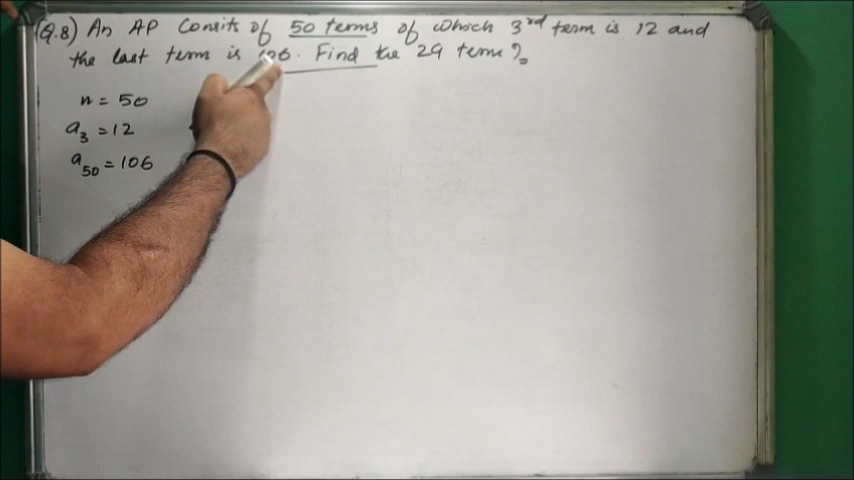 (Q.8) An AP Consits of 50 terms of which 3rd term is 12 and
the last term is 106. Find the 29 term?
n = 50
a3 = 12
a50 = 106